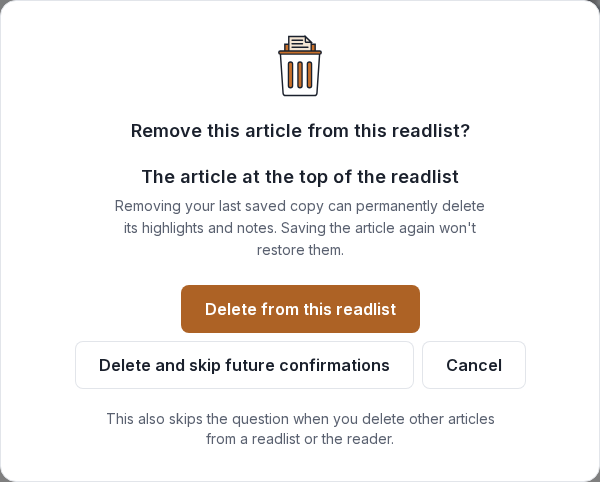 Remove this article from this readlist?
The article at the top of the readlist
Removing your last saved copy can permanently delete
its highlights and notes. Saving the article again won't
restore them.
Delete from this readlist
Delete and skip future confirmations
Cancel
This also skips the question when you delete other articles
from a readlist or the reader.